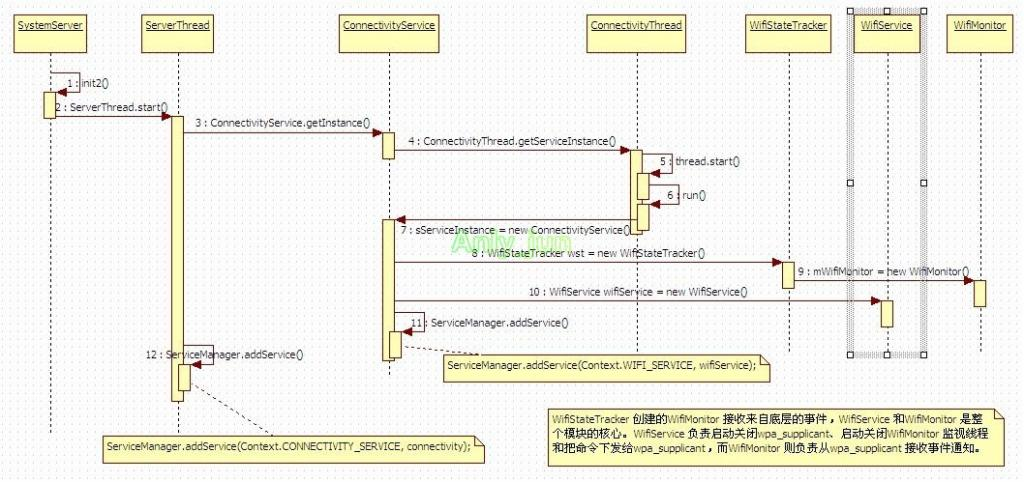 SystemServer
ServerThread
ConnectivityService
ConnectivityThread
WifiStateTracker
WifiService
WifiMonitor
1 : init2()
2 : ServerThread.start()
3 : ConnectivityService.getInstance()
4 : ConnectivityThread.getServiceInstance()
5 : thread.start()
6 : run()
7 : sServiceInstance = new ConnectivityService()
Anly_Jun
8 : WifiStateTracker wst = new WifiStateTracker()
9 : mWifiMonitor = new WifiMonitor()
10 : WifiService wifiService = new WifiService()
11 : ServiceManager.addService()
12 : ServiceManager.addService()
ServiceManager.addService(Context.WIFI_SERVICE, wifiService);
ServiceManager.addService(Context.CONNECTIVITY_SERVICE, connectivity);
WifiStateTracker 创建的WifiMonitor 接收来自底层的事件，WifiService 和WifiMonitor 是整
个模块的核心。WifiService 负责启动关闭wpa_supplicant、启动关闭WifiMonitor 监视线程
和把命令下发给wpa_supplicant，而WifiMonitor 则负责从wpa_supplicant 接收事件通知。